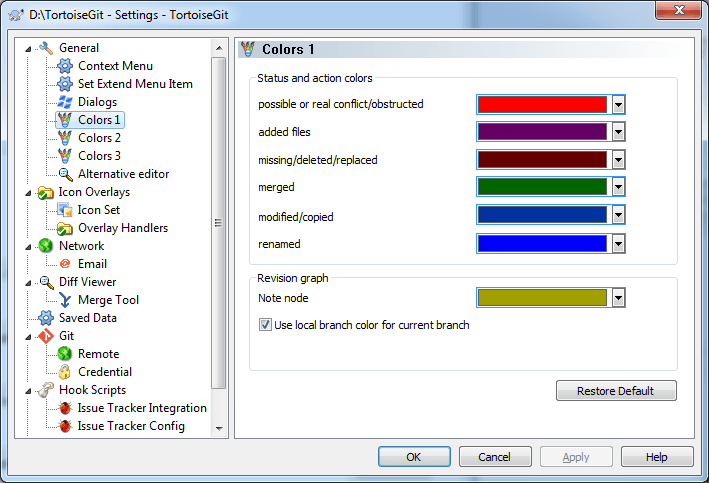 D:\TortoiseGit - Settings - TortoiseGit
General
Context Menu
Set Extend Menu Item
Dialogs
Colors 1
Colors 2
Colors 3
Alternative editor
Icon Overlays
Icon Set
Overlay Handlers
Network
Email
Diff Viewer
Merge Tool
Saved Data
Git
Remote
Credential
Hook Scripts
Issue Tracker Integration
Issue Tracker Config
Colors 1
Status and action colors
possible or real conflict/obstructed
added files
missing/deleted/replaced
merged
modified/copied
renamed
Revision graph
Note node
Use local branch color for current branch
Restore Default
OK
Cancel
Apply
Help